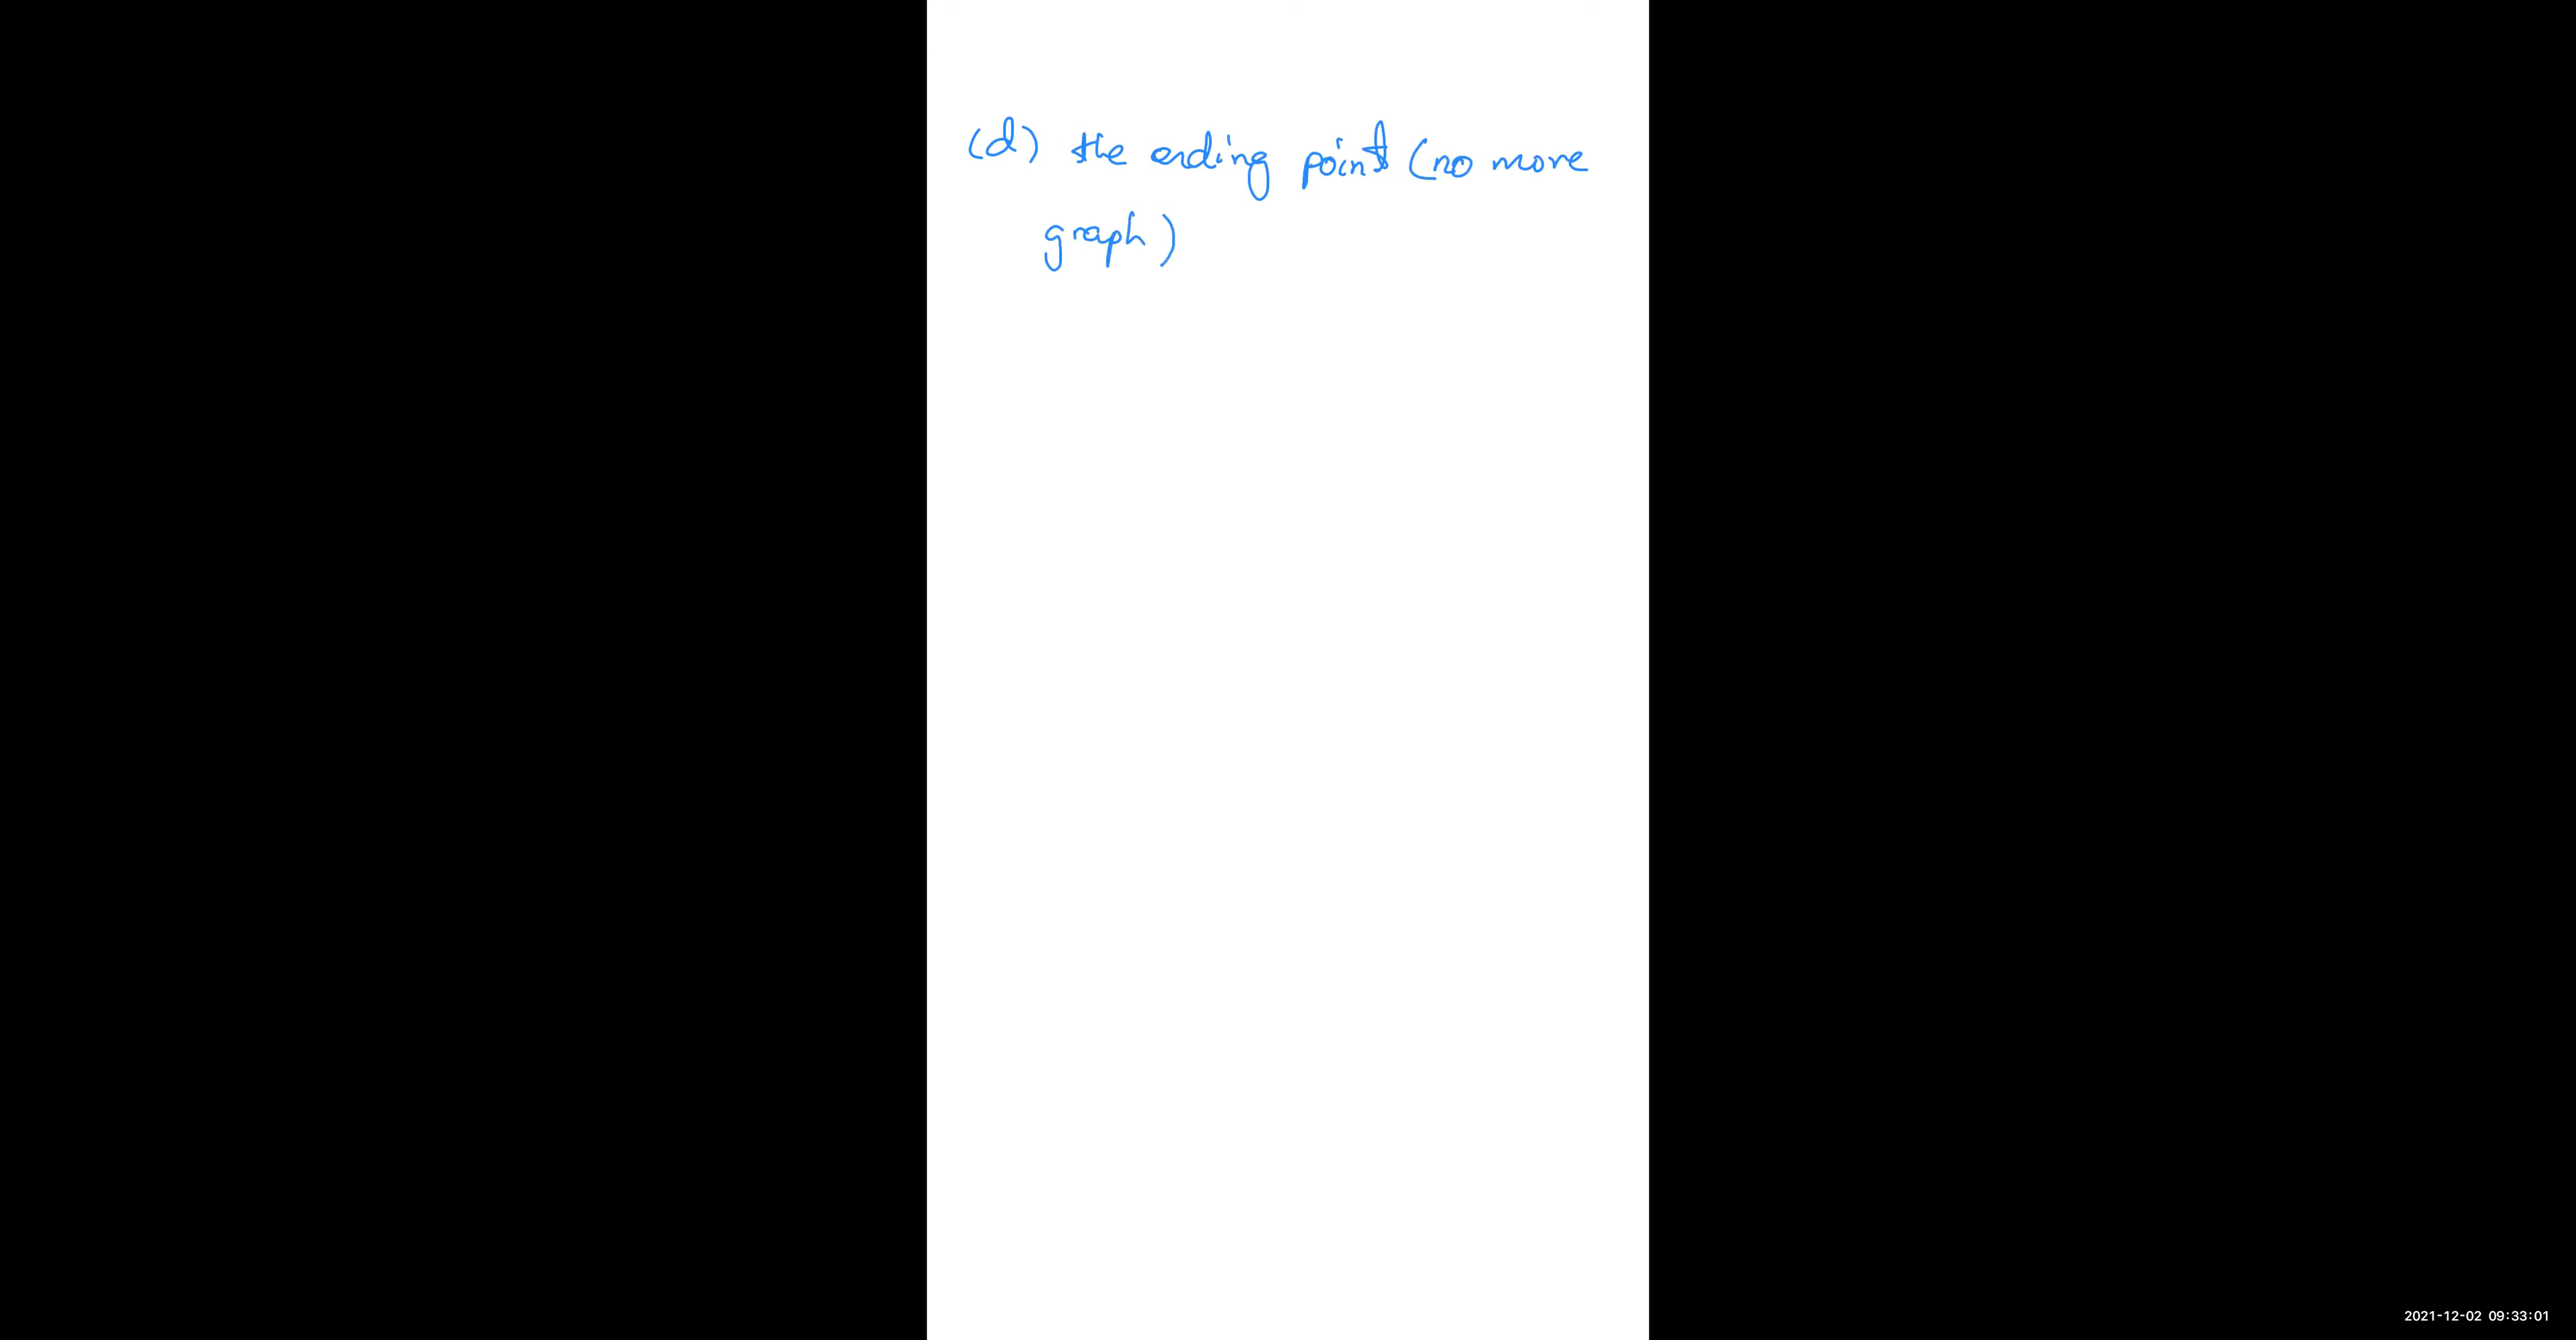 (d) the ending point (no more
graph)
2021-12-02 09:33:01